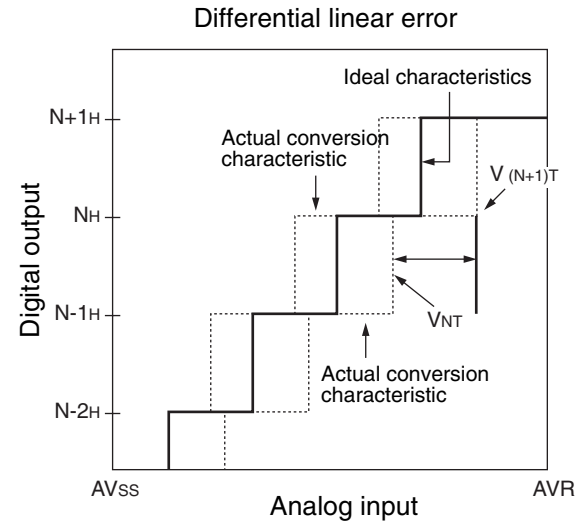 Differential linear error
Ideal characteristics
N+1H
Actual conversion
characteristic
V (N+1)T
NH
Digital output
N-1H
VNT
Actual conversion
characteristic
N-2H
AVSS
AVR
Analog input